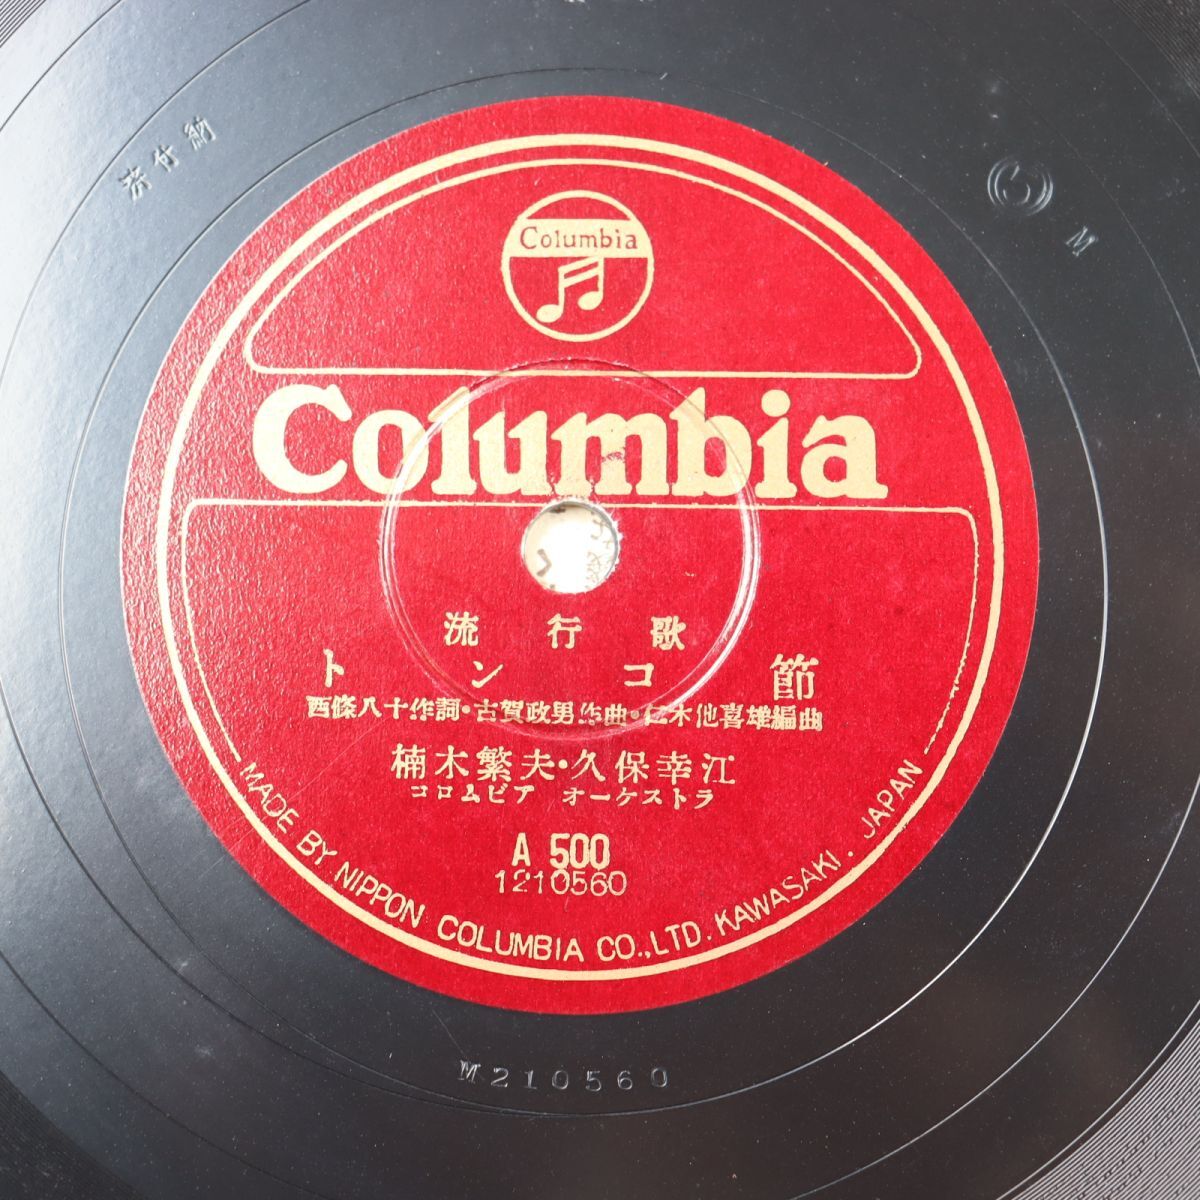 納付済
M
Columbia
Columbia
流行歌
トンコ節
西條八十作詞・古賀政男作曲・仁木他喜雄編曲
楠木繁夫・久保幸江
コロムビア オーケストラ
A 500
1210560
MADE BY NIPPON COLUMBIA CO.,LTD. KAWASAKI. JAPAN
M210560